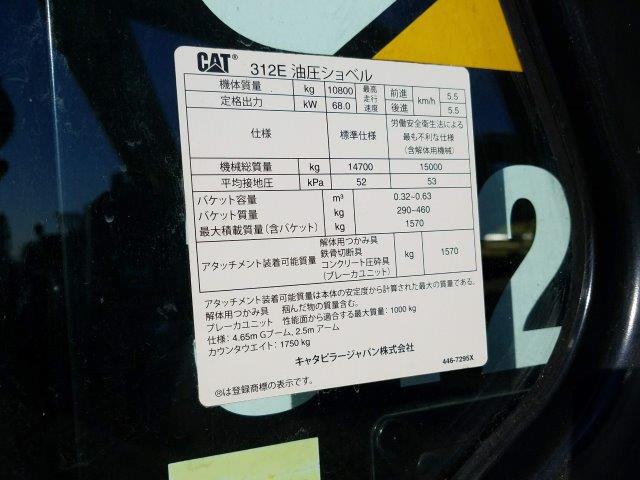 CAT® 312E 油圧ショベル
機体質量 kg 10800 最高走行速度 前進 km/h 5.5
定格出力 kW 68.0 後進 5.5
仕様 標準仕様 労働安全衛生法による最も不利な仕様(含解体用機械)
機械総質量 kg 14700 15000
平均接地圧 kPa 52 53
バケット容量 m³ 0.32-0.63
バケット質量 kg 290-460
最大積載質量(含バケット) kg 1570
アタッチメント装着可能質量 解体用つかみ具 鉄骨切断具 コンクリート圧砕具 (ブレーカユニット) kg 1570
アタッチメント装着可能質量は本体の安定度から計算された最大の質量である。
解体用つかみ具 掴んだ物の質量含む。
ブレーカユニット 性能面から適合する最大質量:1000 kg
仕様:4.65m Gブーム, 2.5m アーム
カウンタウエイト:1750 kg
キャタピラージャパン株式会社
446-7295X
®は登録商標の表示です。
312